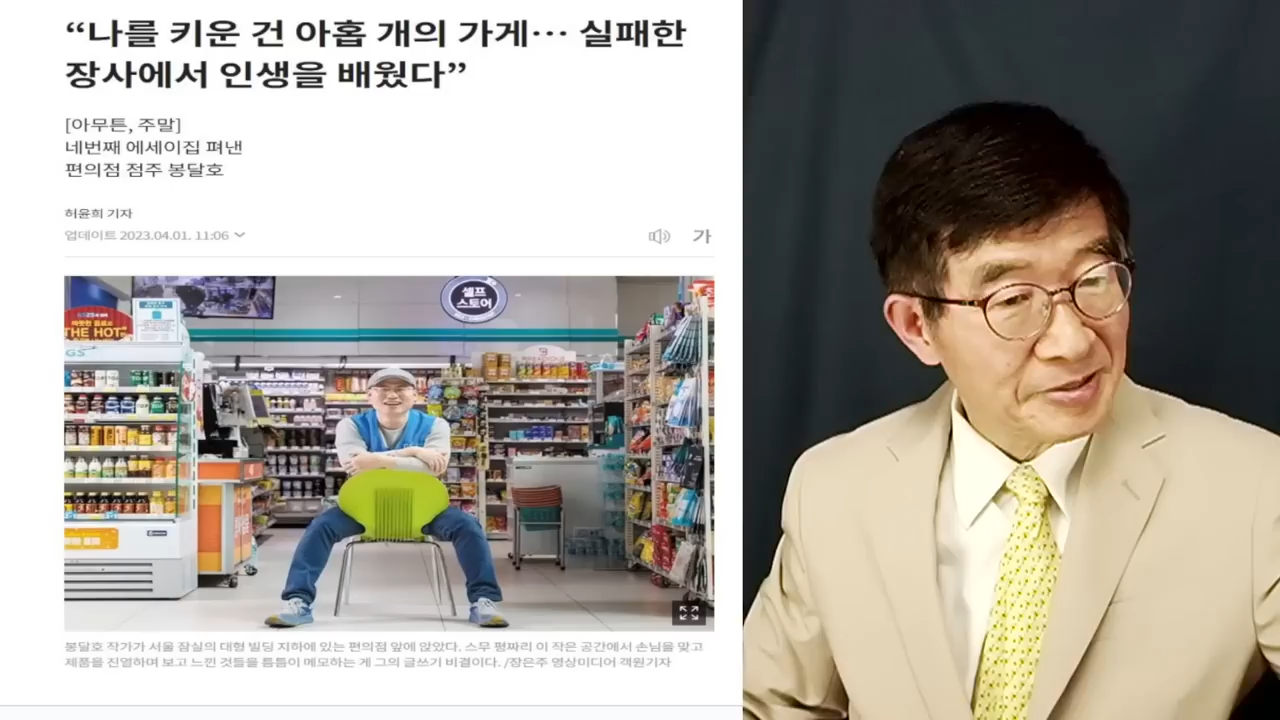 “나를 키운 건 아홉 개의 가게… 실패한
장사에서 인생을 배웠다”
[아무튼, 주말]
네번째 에세이집 펴낸
편의점 점주 봉달호
허윤희 기자
업데이트 2023.04.01. 11:06
가
셀프
스토어
THE HOT
봉달호 작가가 서울 잠실의 대형 빌딩 지하에 있는 편의점 앞에 앉았다. 스무 평짜리 이 작은 공간에서 손님을 맞고
제품을 진열하며 보고 느낀 것들을 틈틈이 메모하는 게 그의 글쓰기 비결이다. /장은주 영상미디어 객원기자